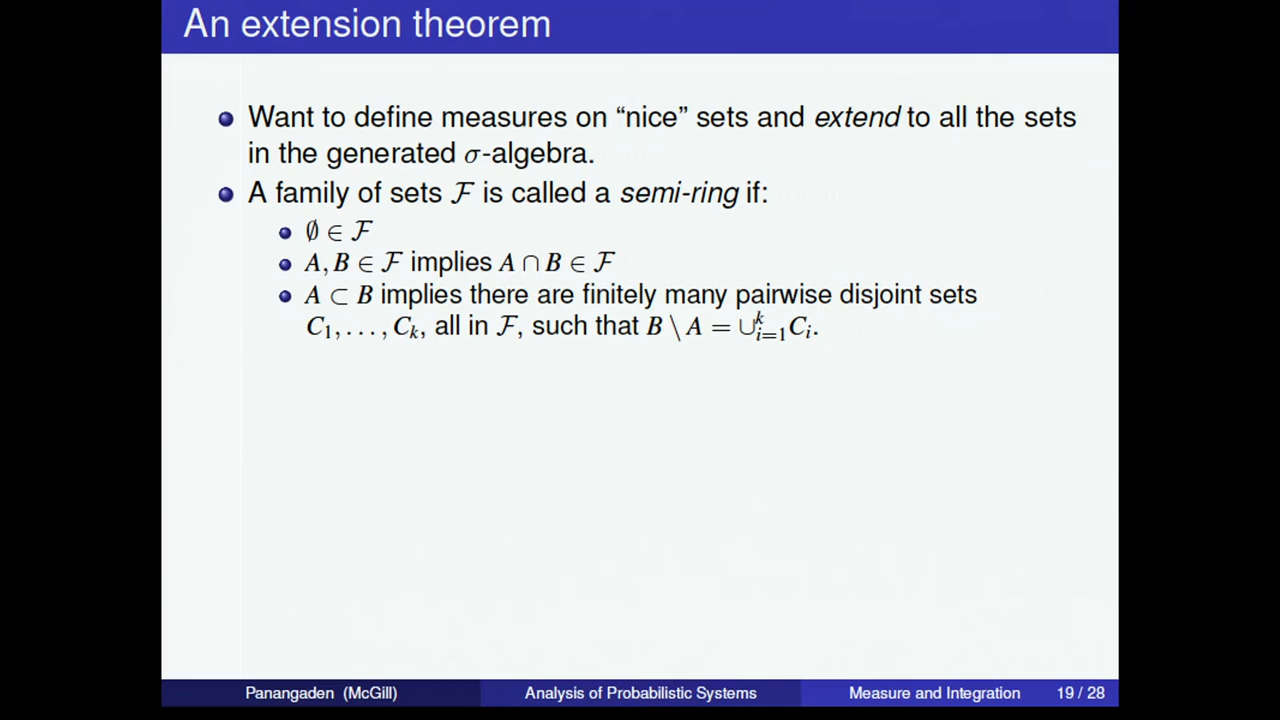 An extension theorem
Want to define measures on “nice” sets and extend to all the sets
in the generated σ-algebra.
A family of sets ℱ is called a semi-ring if:
∅ ∈ ℱ
A, B ∈ ℱ implies A ∩ B ∈ ℱ
A ⊂ B implies there are finitely many pairwise disjoint sets
C₁, . . . , Cₖ, all in ℱ, such that B \ A = ∪ᵏᵢ₌₁Cᵢ.
Panangaden (McGill) Analysis of Probabilistic Systems Measure and Integration 19 / 28